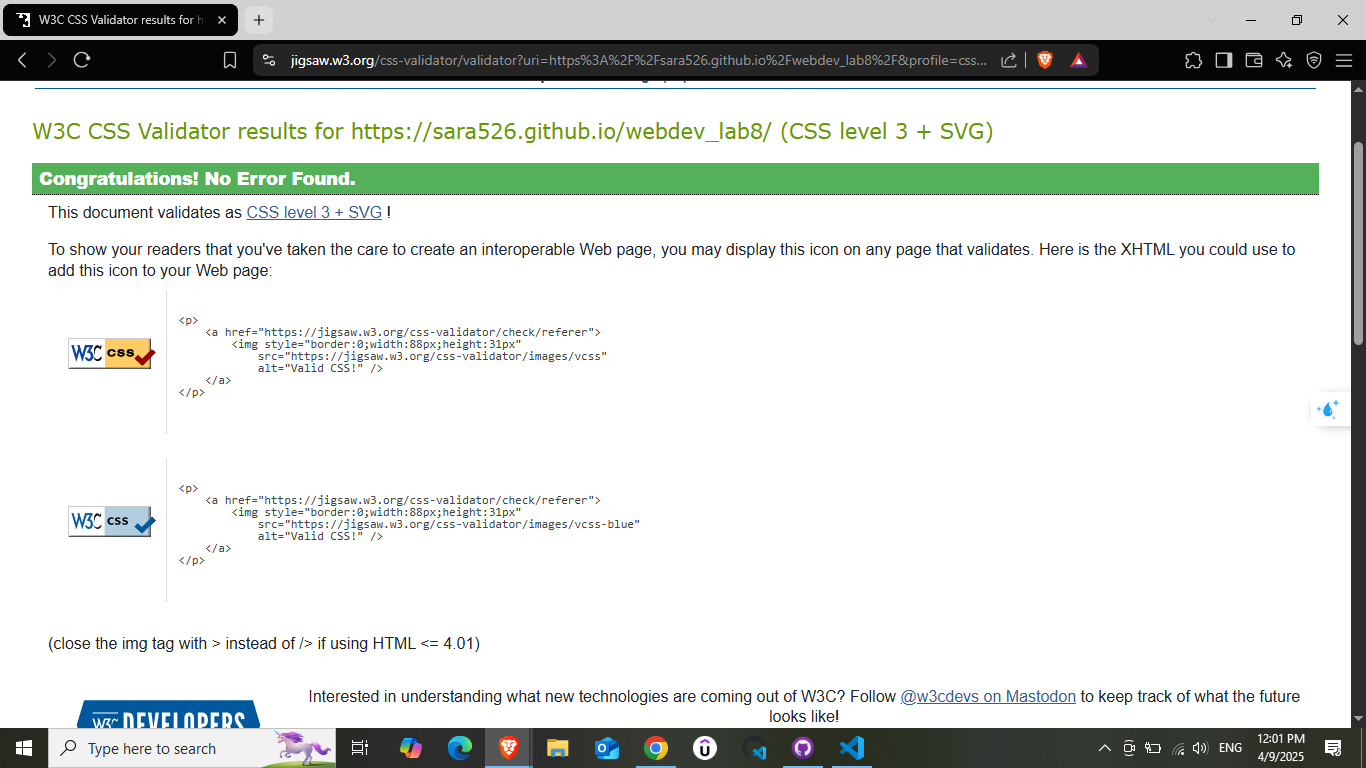 W3C CSS Validator results for h
jigsaw.w3.org/css-validator/validator?uri=https%3A%2F%2Fsara526.github.io%2Fwebdev_lab8%2F&profile=css...
W3C CSS Validator results for https://sara526.github.io/webdev_lab8/ (CSS level 3 + SVG)
Congratulations! No Error Found.
This document validates as CSS level 3 + SVG !
To show your readers that you've taken the care to create an interoperable Web page, you may display this icon on any page that validates. Here is the XHTML you could use to
add this icon to your Web page:
W3C css
<p>
<a href="https://jigsaw.w3.org/css-validator/check/referer">
<img style="border:0;width:88px;height:31px"
src="https://jigsaw.w3.org/css-validator/images/vcss"
alt="Valid CSS!" />
</a>
</p>
W3C css
<p>
<a href="https://jigsaw.w3.org/css-validator/check/referer">
<img style="border:0;width:88px;height:31px"
src="https://jigsaw.w3.org/css-validator/images/vcss-blue"
alt="Valid CSS!" />
</a>
</p>
(close the img tag with > instead of /> if using HTML <= 4.01)
W3C DEVELOPERS
Interested in understanding what new technologies are coming out of W3C? Follow @w3cdevs on Mastodon to keep track of what the future
looks like!
Type here to search
ENG
12:01 PM
4/9/2025